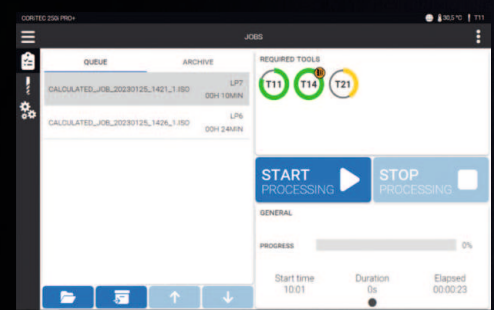 CORITEC 250i PRO+
30,5 °C T11
JOBS
QUEUE ARCHIVE
CALCULATED_JOB_20230125_1421_1.ISO LP7
00H 10MIN
CALCULATED_JOB_20230125_1426_1.ISO LP6
00H 24MIN
REQUIRED TOOLS
T11 T14 T21
START PROCESSING
STOP PROCESSING
GENERAL
PROGRESS 0%
Start time Duration Elapsed
10:01 0s 00:00:23